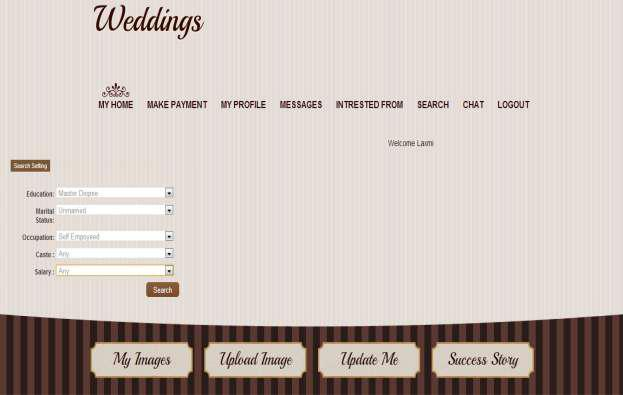 Weddings
MY HOME MAKE PAYMENT MY PROFILE MESSAGES INTRESTED FROM SEARCH CHAT LOGOUT
Welcome Laxmi
Search Setting
Education: Master Degree
Marital Status: Unmarried
Occupation: Self Empoyeed
Caste : Any
Salary : Any
Search
My Images Upload Image Update Me Success Story